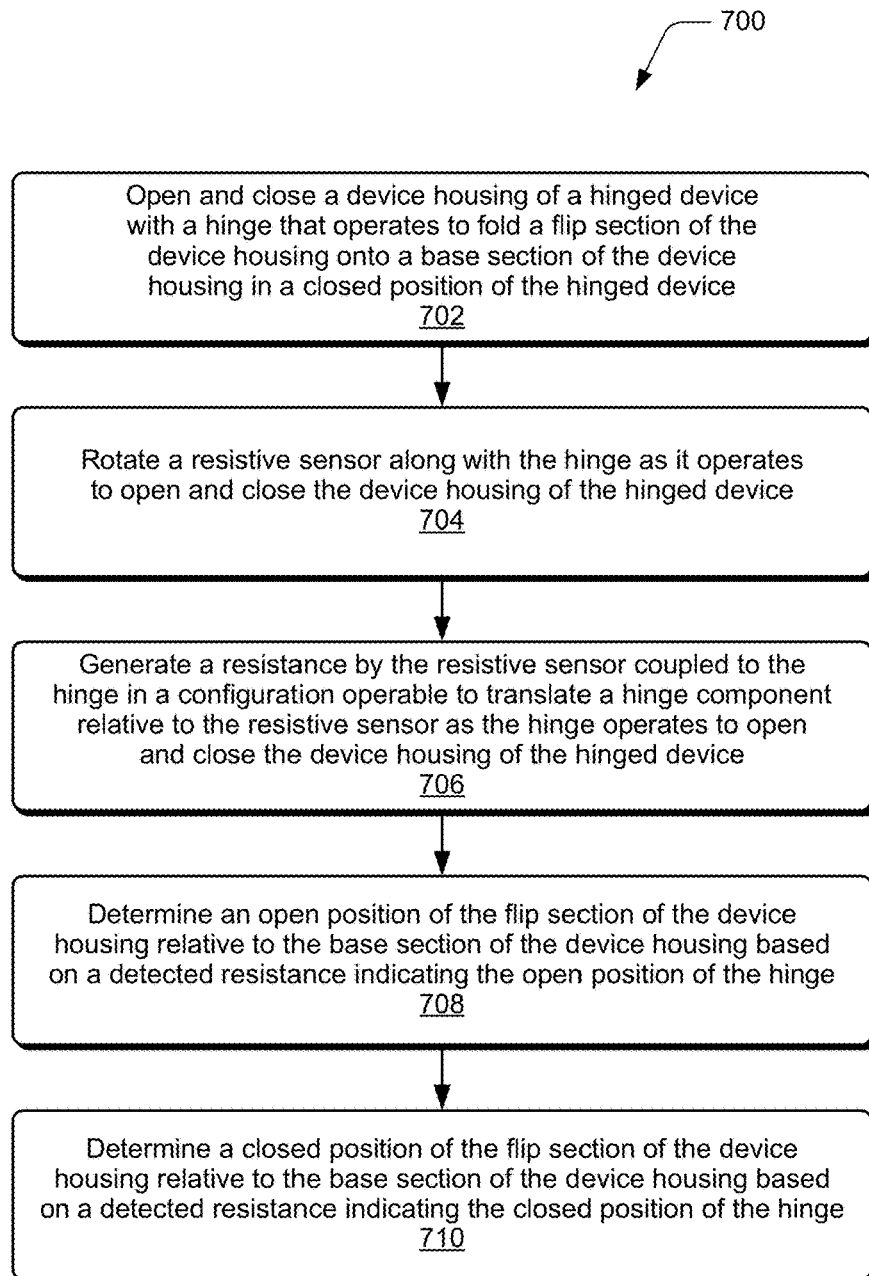 700
Open and close a device housing of a hinged device
with a hinge that operates to fold a flip section of the
device housing onto a base section of the device
housing in a closed position of the hinged device
702
Rotate a resistive sensor along with the hinge as it operates
to open and close the device housing of the hinged device
704
Generate a resistance by the resistive sensor coupled to the
hinge in a configuration operable to translate a hinge component
relative to the resistive sensor as the hinge operates to open
and close the device housing of the hinged device
706
Determine an open position of the flip section of the device
housing relative to the base section of the device housing based
on a detected resistance indicating the open position of the hinge
708
Determine a closed position of the flip section of the device
housing relative to the base section of the device housing based
on a detected resistance indicating the closed position of the hinge
710